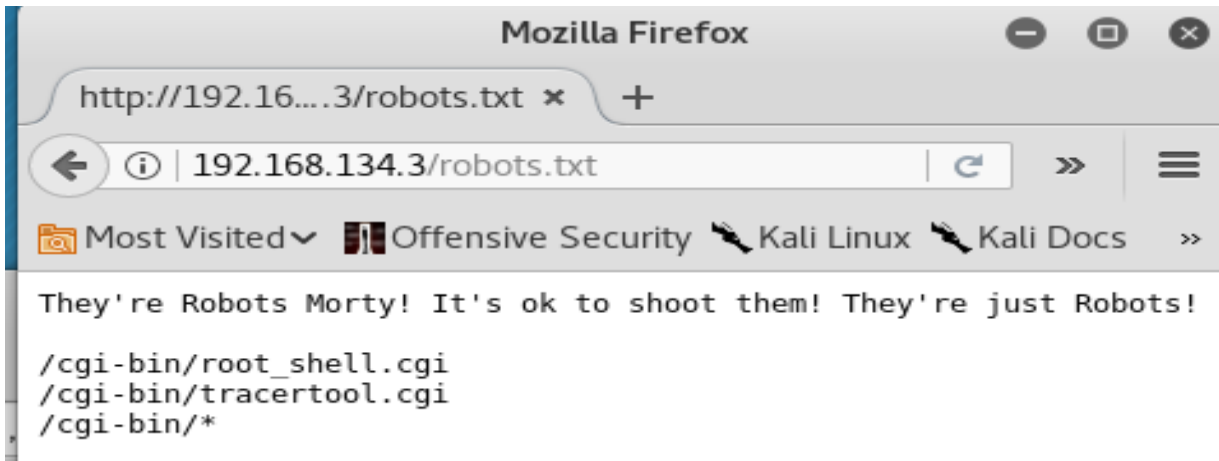 Mozilla Firefox
http://192.16....3/robots.txt
192.168.134.3/robots.txt
Most Visited Offensive Security Kali Linux Kali Docs
They're Robots Morty! It's ok to shoot them! They're just Robots!
/cgi-bin/root_shell.cgi
/cgi-bin/tracertool.cgi
/cgi-bin/*